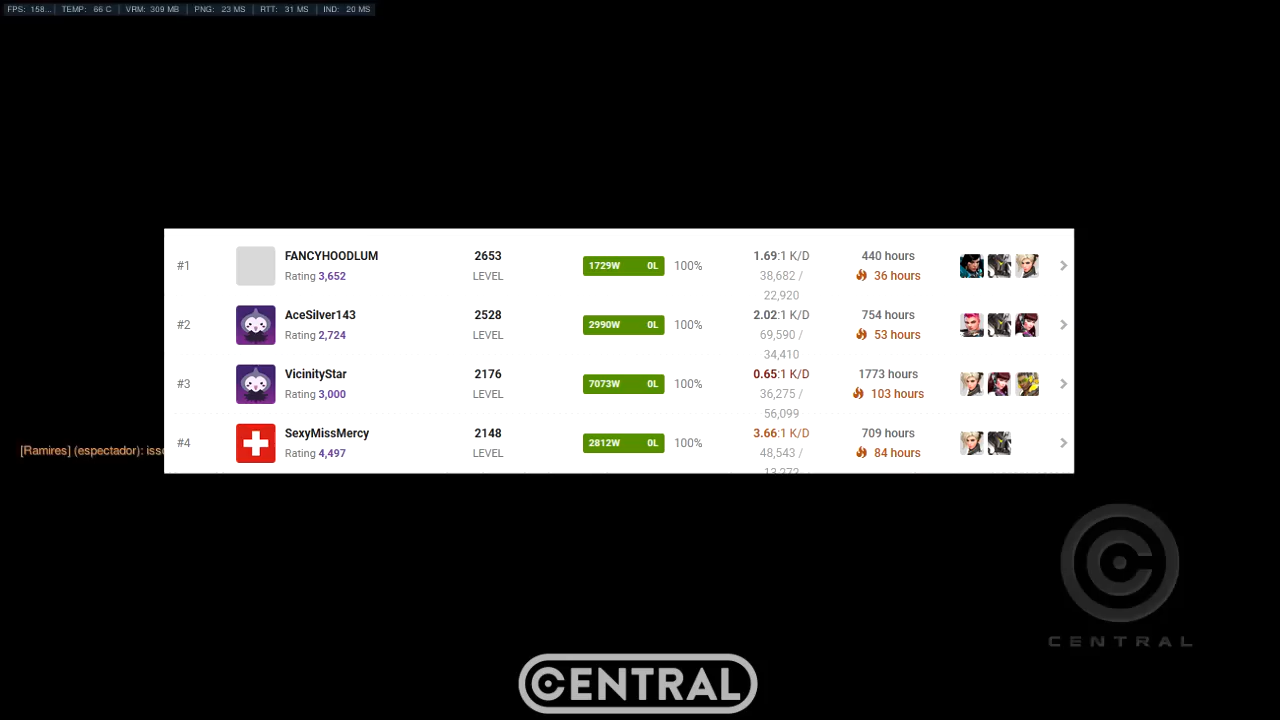 FPS: 158... | TEMP: 66 C | VRM: 309 MB | PNG: 23 MS | RTT: 31 MS | IND: 20 MS
#1 FANCYHOODLUM 2653 1729W 0L 100% 1.69:1 K/D 440 hours
Rating 3,652 LEVEL 38,682 / 36 hours
22,920
#2 AceSilver143 2528 2990W 0L 100% 2.02:1 K/D 754 hours
Rating 2,724 LEVEL 69,590 / 53 hours
34,410
#3 VicinityStar 2176 7073W 0L 100% 0.65:1 K/D 1773 hours
Rating 3,000 LEVEL 36,275 / 103 hours
56,099
#4 SexyMissMercy 2148 2812W 0L 100% 3.66:1 K/D 709 hours
Rating 4,497 LEVEL 48,543 / 84 hours
13,272
[Ramires] (espectador):
CENTRAL
CENTRAL